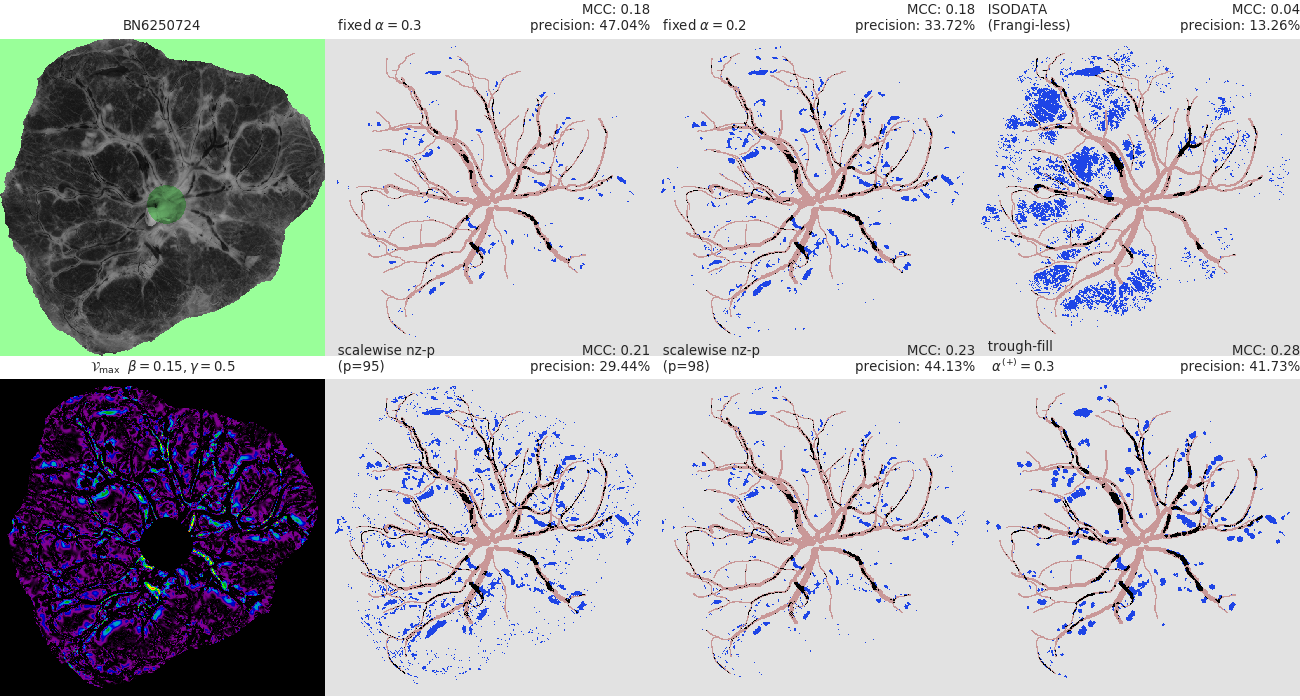 BN6250724
fixed α = 0.3
MCC: 0.18
precision: 47.04%
fixed α = 0.2
MCC: 0.18
precision: 33.72%
ISODATA
(Frangi-less)
MCC: 0.04
precision: 13.26%
𝒱max β = 0.15, γ = 0.5
scalewise nz-p
(p=95)
MCC: 0.21
precision: 29.44%
scalewise nz-p
(p=98)
MCC: 0.23
precision: 44.13%
trough-fill
α(+) = 0.3
MCC: 0.28
precision: 41.73%